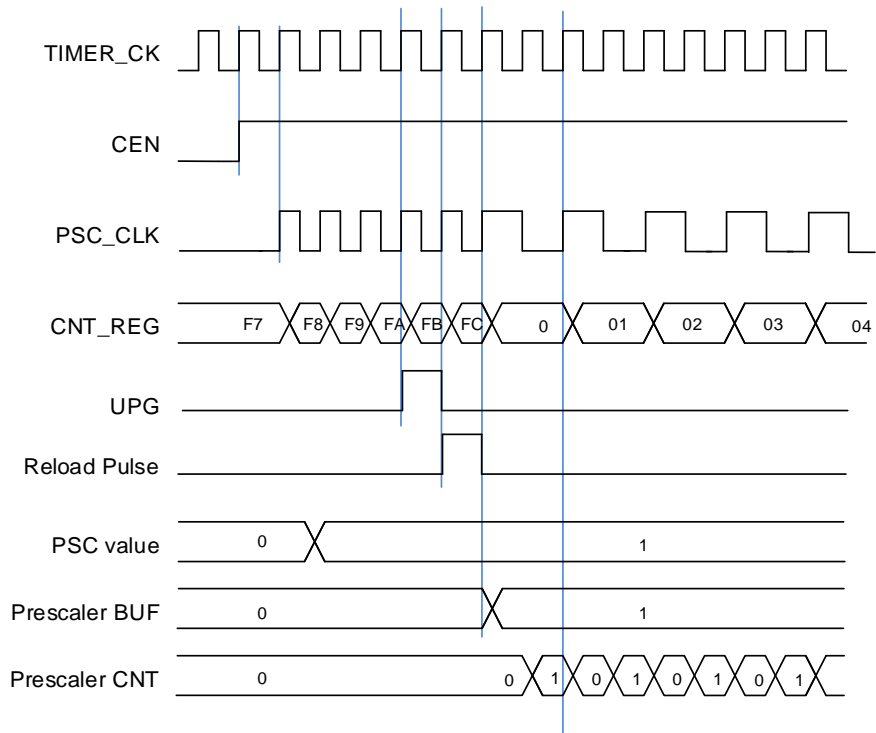 TIMER_CK
CEN
PSC_CLK
CNT_REG F7 F8 F9 FA FB FC 0 01 02 03 04
UPG
Reload Pulse
PSC value 0 1
Prescaler BUF 0 1
Prescaler CNT 0 0 1 0 1 0 1 0 1